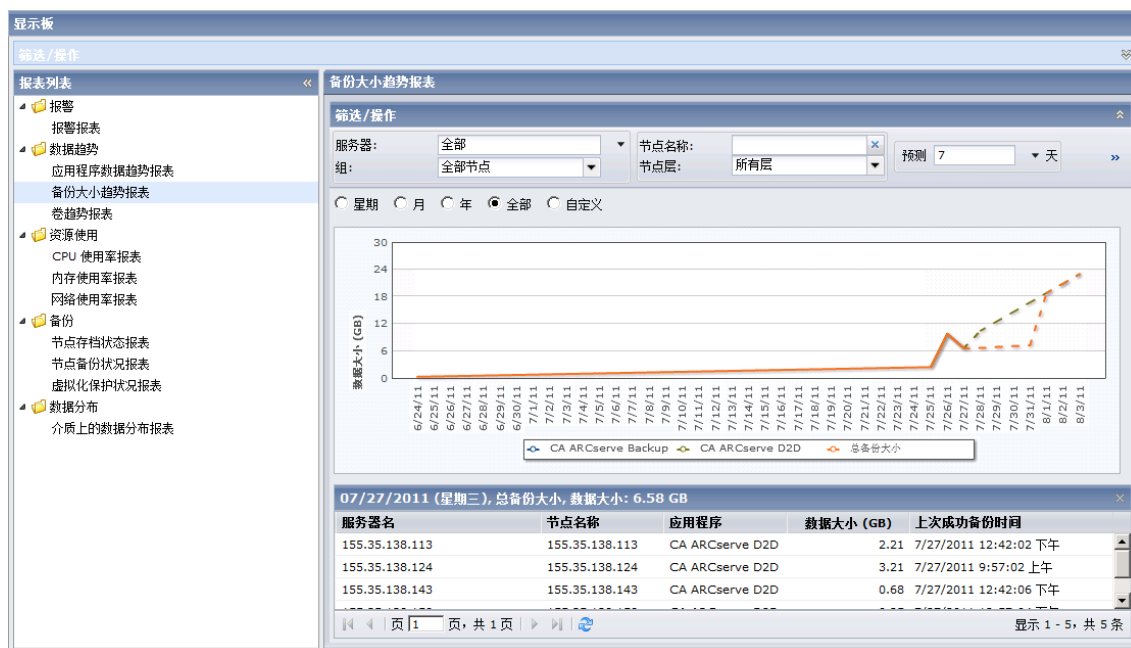 显示板
筛选/操作
报表列表 «
报警
报警报表
数据趋势
应用程序数据趋势报表
备份大小趋势报表
卷趋势报表
资源使用
CPU 使用率报表
内存使用率报表
网络使用率报表
备份
节点存档状态报表
节点备份状况报表
虚拟化保护状况报表
数据分布
介质上的数据分布报表
备份大小趋势报表
筛选/操作
服务器: 全部 节点名称: 预测 7 天 »
组: 全部节点 节点层: 所有层
星期 月 年 全部 自定义
数据大小 (GB)
30
24
18
12
6
0
6/24/11 6/25/11 6/26/11 6/27/11 6/28/11 6/29/11 6/30/11 7/1/11 7/2/11 7/3/11 7/4/11 7/5/11 7/6/11 7/7/11 7/8/11 7/9/11 7/10/11 7/11/11 7/12/11 7/13/11 7/14/11 7/15/11 7/16/11 7/17/11 7/18/11 7/19/11 7/20/11 7/21/11 7/22/11 7/23/11 7/24/11 7/25/11 7/26/11 7/27/11 7/28/11 7/29/11 7/30/11 7/31/11 8/1/11 8/2/11 8/3/11
CA ARCserve Backup CA ARCserve D2D 总备份大小
07/27/2011 (星期三), 总备份大小, 数据大小: 6.58 GB
服务器名 节点名称 应用程序 数据大小 (GB) 上次成功备份时间
155.35.138.113 155.35.138.113 CA ARCserve D2D 2.21 7/27/2011 12:42:02 下午
155.35.138.124 155.35.138.124 CA ARCserve D2D 3.21 7/27/2011 9:57:02 上午
155.35.138.143 155.35.138.143 CA ARCserve D2D 0.68 7/27/2011 12:42:06 下午
页 1 页, 共 1 页 显示 1 - 5, 共 5 条